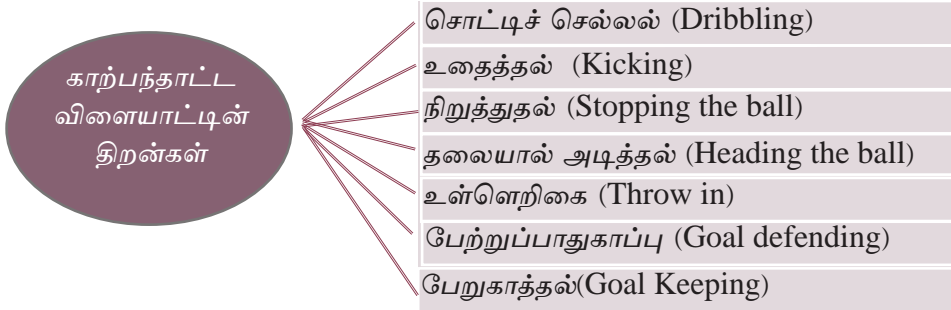 காற்பந்தாட்ட
விளையாட்டின்
திறன்கள்
சொட்டிச் செல்லல் (Dribbling)
உதைத்தல் (Kicking)
நிறுத்துதல் (Stopping the ball)
தலையால் அடித்தல் (Heading the ball)
உள்ளெறிகை (Throw in)
பேற்றுப்பாதுகாப்பு (Goal defending)
பேறுகாத்தல்(Goal Keeping)